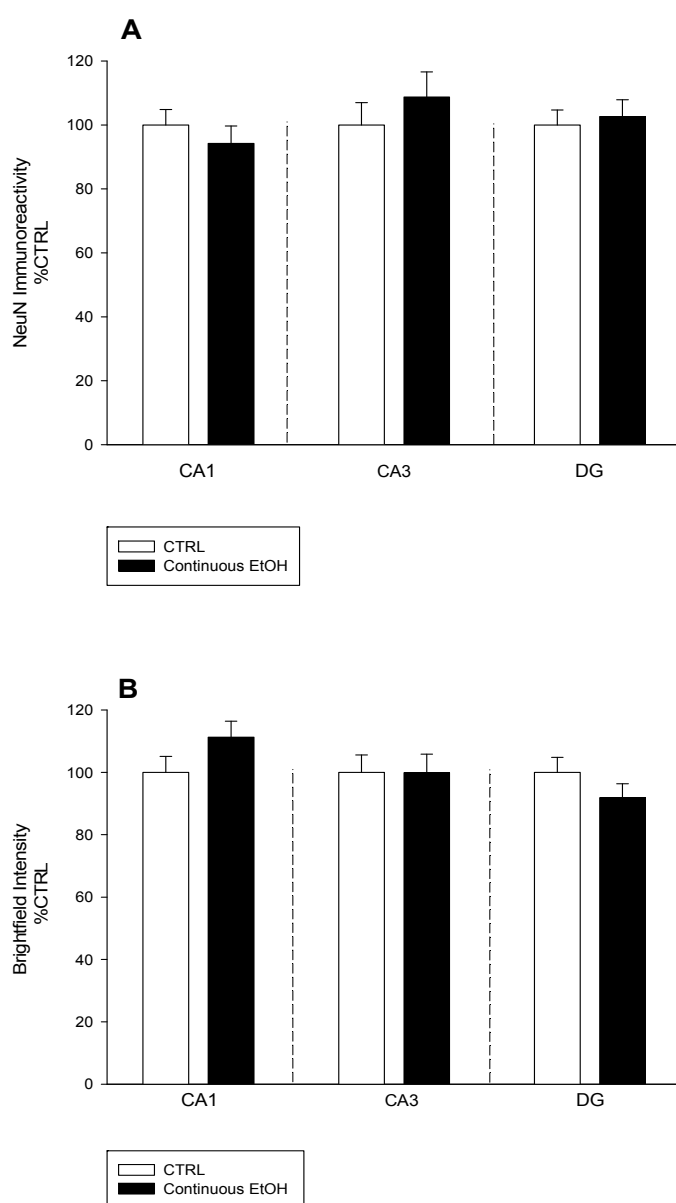 A
120
100
80
60
40
20
0
NeuN Immunoreactivity
%CTRL
CA1 CA3 DG
CTRL
Continuous EtOH
B
120
100
80
60
40
20
0
Brightfield Intensity
%CTRL
CA1 CA3 DG
CTRL
Continuous EtOH